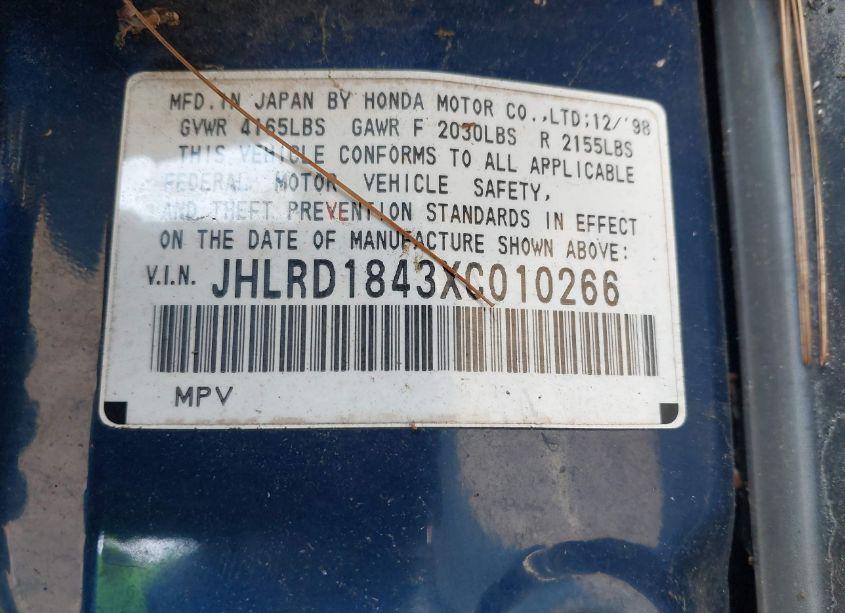 MFD. IN JAPAN BY HONDA MOTOR CO.,LTD; 12/'98
GVWR 4165LBS GAWR F 2030LBS R 2155LBS
THIS VEHICLE CONFORMS TO ALL APPLICABLE
FEDERAL MOTOR VEHICLE SAFETY,
AND THEFT PREVENTION STANDARDS IN EFFECT
ON THE DATE OF MANUFACTURE SHOWN ABOVE:
V.I.N. JHLRD1843XC010266
MPV